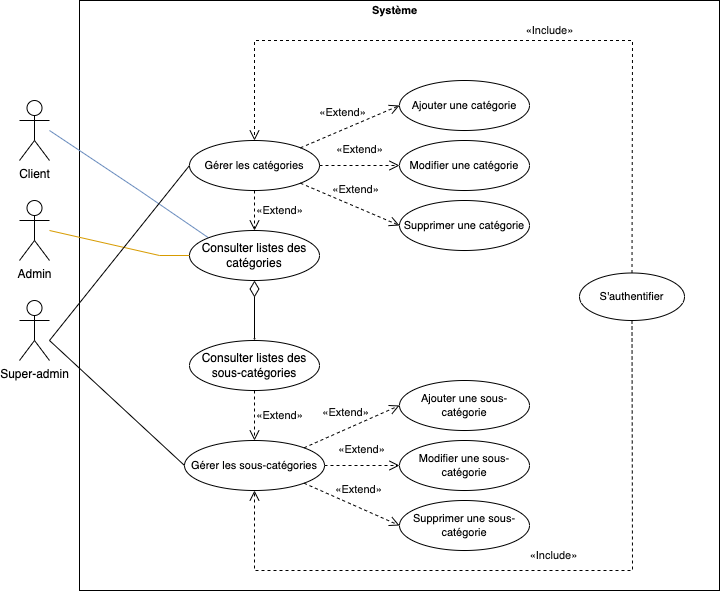 Système
«Include»
Ajouter une catégorie
«Extend»
Client
Gérer les catégories
«Extend»
Modifier une catégorie
«Extend»
«Extend»
Supprimer une catégorie
Admin
Consulter listes des
catégories
S'authentifier
Super-admin
Consulter listes des
sous-catégories
Ajouter une sous-
catégorie
«Extend»
«Extend»
Gérer les sous-catégories
«Extend»
Modifier une sous-
catégorie
«Extend»
Supprimer une sous-
catégorie
«Include»